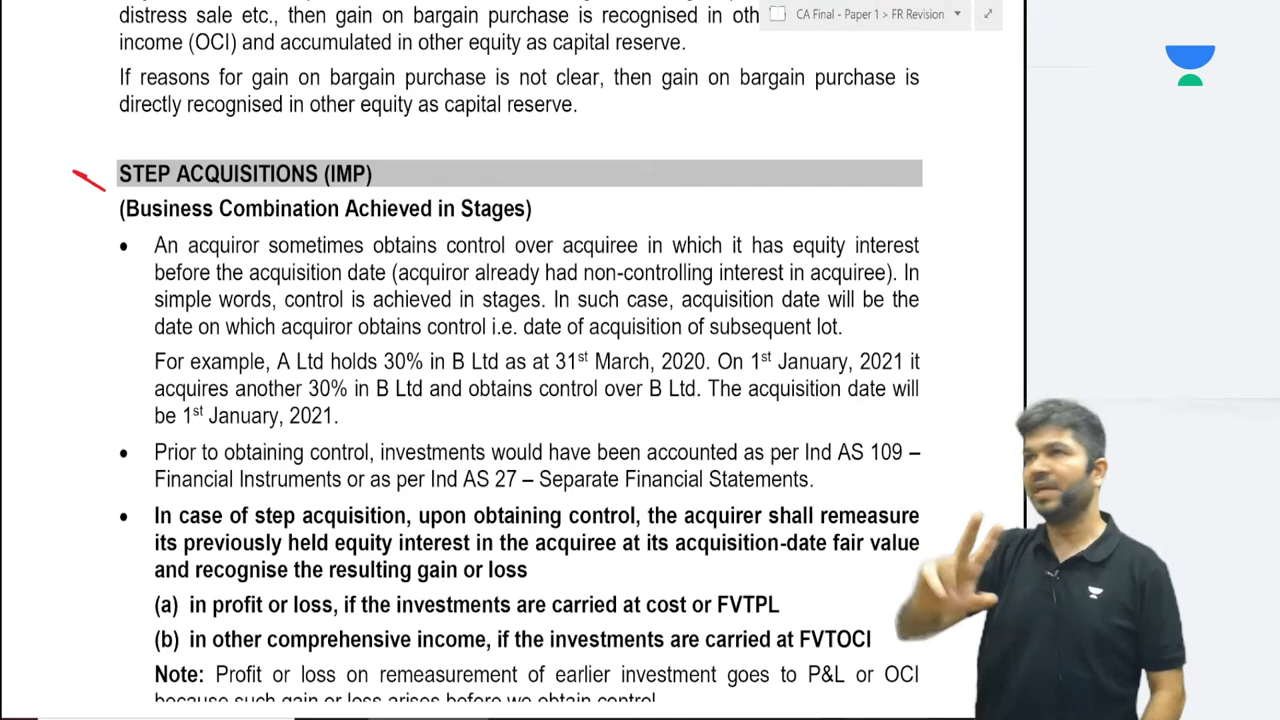 distress sale etc., then gain on bargain purchase is recognised in oth
CA Final - Paper 1 > FR Revision
income (OCI) and accumulated in other equity as capital reserve.
If reasons for gain on bargain purchase is not clear, then gain on bargain purchase is
directly recognised in other equity as capital reserve.
STEP ACQUISITIONS (IMP)
(Business Combination Achieved in Stages)
• An acquiror sometimes obtains control over acquiree in which it has equity interest
before the acquisition date (acquiror already had non-controlling interest in acquiree). In
simple words, control is achieved in stages. In such case, acquisition date will be the
date on which acquiror obtains control i.e. date of acquisition of subsequent lot.
For example, A Ltd holds 30% in B Ltd as at 31st March, 2020. On 1st January, 2021 it
acquires another 30% in B Ltd and obtains control over B Ltd. The acquisition date will
be 1st January, 2021.
• Prior to obtaining control, investments would have been accounted as per Ind AS 109 –
Financial Instruments or as per Ind AS 27 – Separate Financial Statements.
• In case of step acquisition, upon obtaining control, the acquirer shall remeasure
its previously held equity interest in the acquiree at its acquisition-date fair value
and recognise the resulting gain or loss
(a) in profit or loss, if the investments are carried at cost or FVTPL
(b) in other comprehensive income, if the investments are carried at FVTOCI
Note: Profit or loss on remeasurement of earlier investment goes to P&L or OCI
because such gain or loss arises before we obtain control